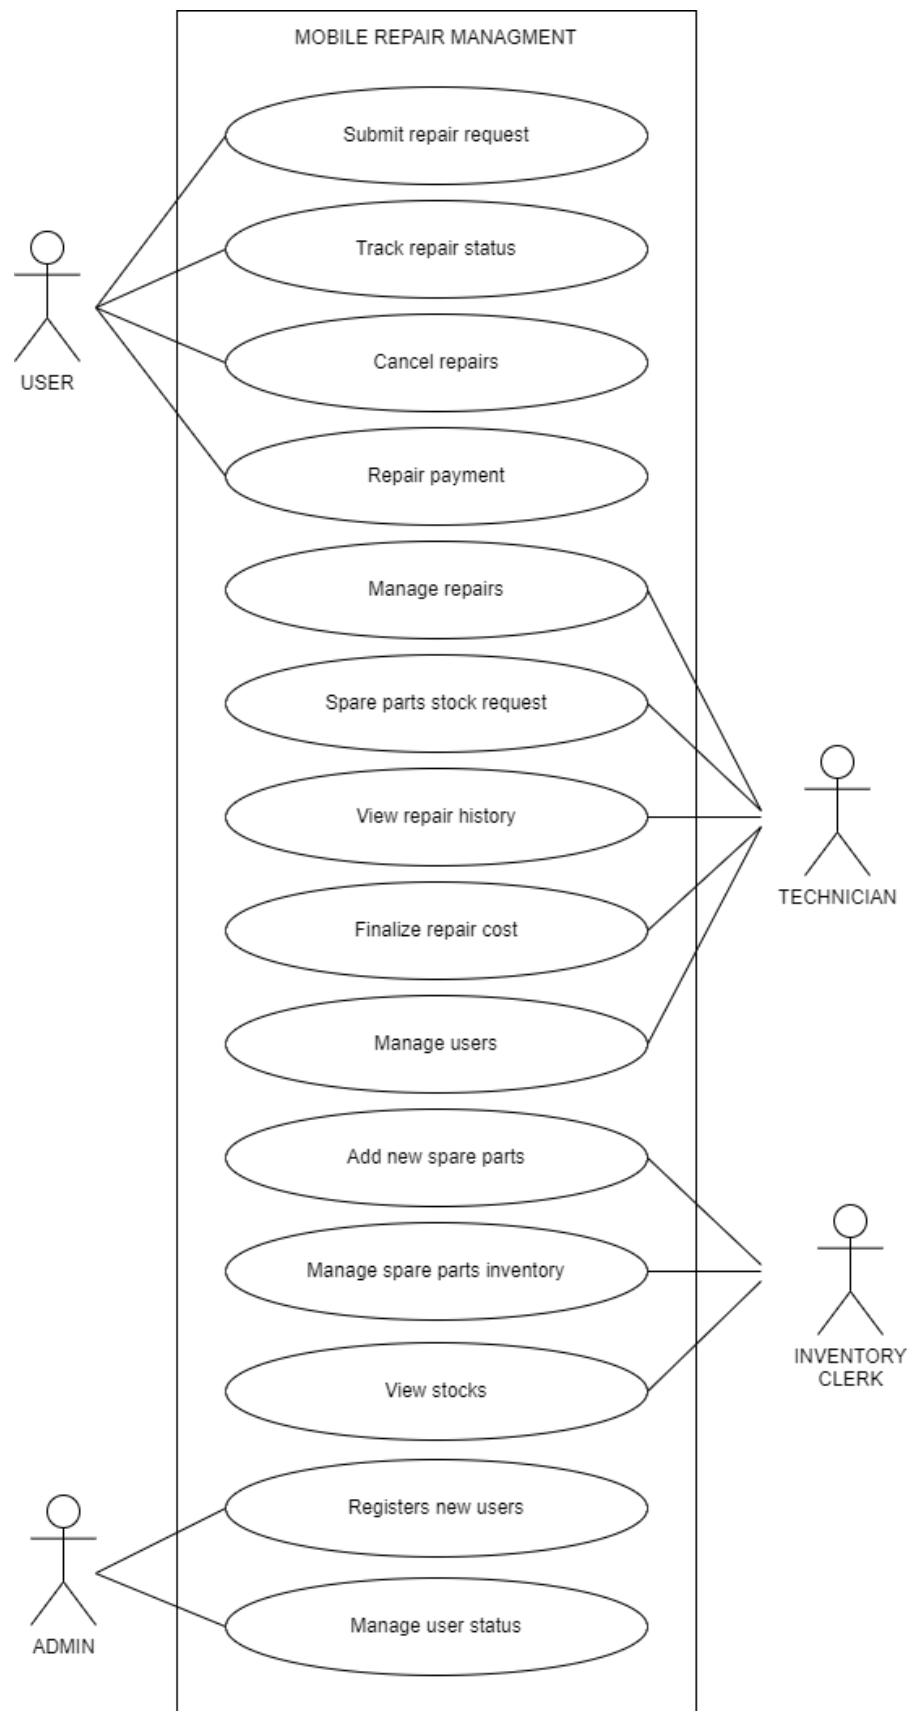 MOBILE REPAIR MANAGMENT
Submit repair request
Track repair status
USER
Cancel repairs
Repair payment
Manage repairs
Spare parts stock request
View repair history
TECHNICIAN
Finalize repair cost
Manage users
Add new spare parts
Manage spare parts inventory
INVENTORY
CLERK
View stocks
Registers new users
Manage user status
ADMIN